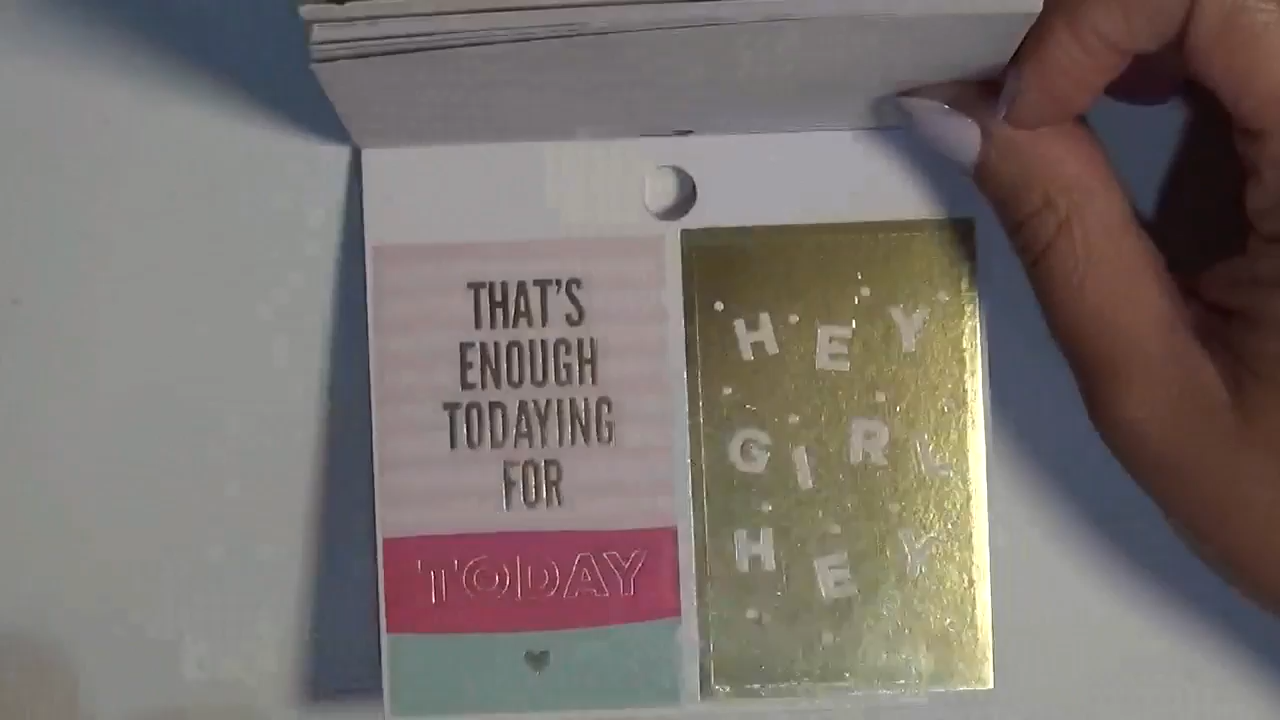 THAT'S
ENOUGH
TODAYING
FOR
TODAY
HEY
GIRL
HEY